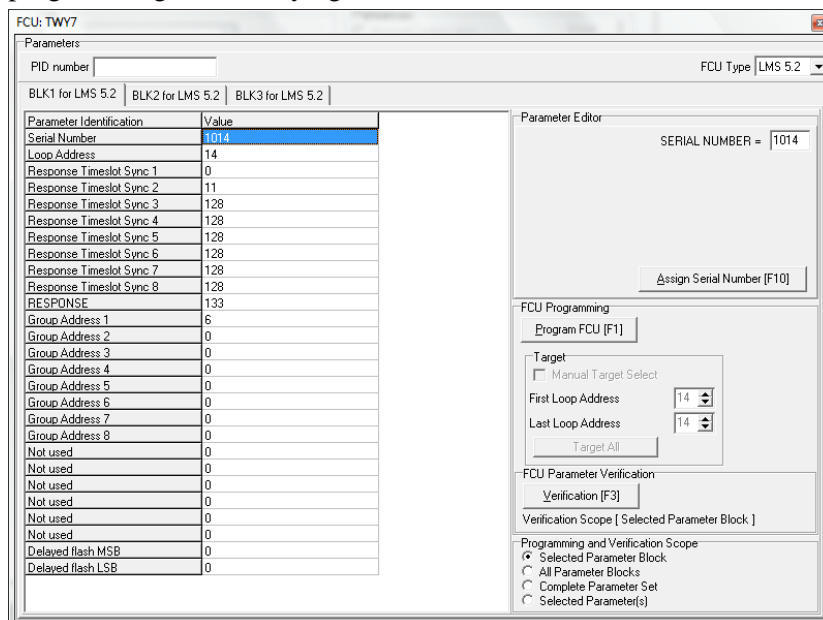 FCU: TWY7
Parameters
PID number
FCU Type LMS 5.2
BLK1 for LMS 5.2 BLK2 for LMS 5.2 BLK3 for LMS 5.2
Parameter Identification Value
Serial Number 1014
Loop Address 14
Response Timeslot Sync 1 0
Response Timeslot Sync 2 11
Response Timeslot Sync 3 128
Response Timeslot Sync 4 128
Response Timeslot Sync 5 128
Response Timeslot Sync 6 128
Response Timeslot Sync 7 128
Response Timeslot Sync 8 128
RESPONSE 133
Group Address 1 6
Group Address 2 0
Group Address 3 0
Group Address 4 0
Group Address 5 0
Group Address 6 0
Group Address 7 0
Group Address 8 0
Not used 0
Not used 0
Not used 0
Not used 0
Not used 0
Not used 0
Delayed flash MSB 0
Delayed flash LSB 0
Parameter Editor
SERIAL NUMBER = 1014
Assign Serial Number [F10]
FCU Programming
Program FCU [F1]
Target
Manual Target Select
First Loop Address 14
Last Loop Address 14
Target All
FCU Parameter Verification
Verification [F3]
Verification Scope [ Selected Parameter Block ]
Programming and Verification Scope
Selected Parameter Block
All Parameter Blocks
Complete Parameter Set
Selected Parameter(s)